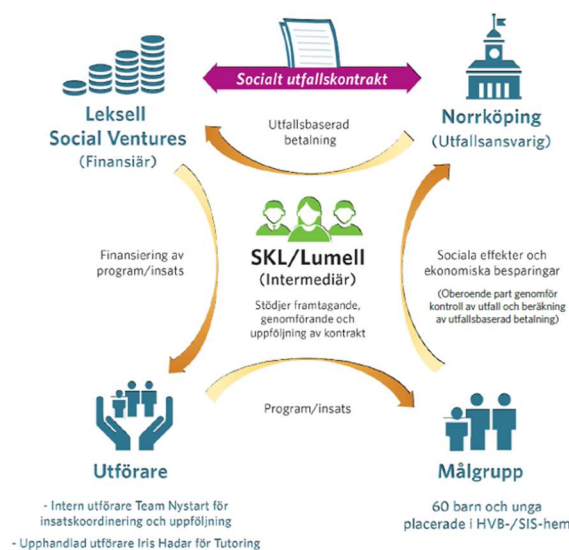 Socialt utfallskontrakt
Leksell
Social Ventures
(Finansiär)
Utfallsbaserad
betalning
Norrköping
(Utfallsansvarig)
Finansiering av
program/insats
SKL/Lumell
(Intermediär)
Stödjer framtagande,
genomförande och
uppföljning av kontrakt
Sociala effekter och
ekonomiska besparingar
(Oberoende part genomför
kontroll av utfall och beräkning
av utfallsbaserad betalning)
Program/insats
Utförare
- Intern utförare Team Nystart för
insatskoordinering och uppföljning
- Upphandlad utförare Iris Hadar för Tutoring
Målgrupp
60 barn och unga
placerade i HVB-/SIS-hem